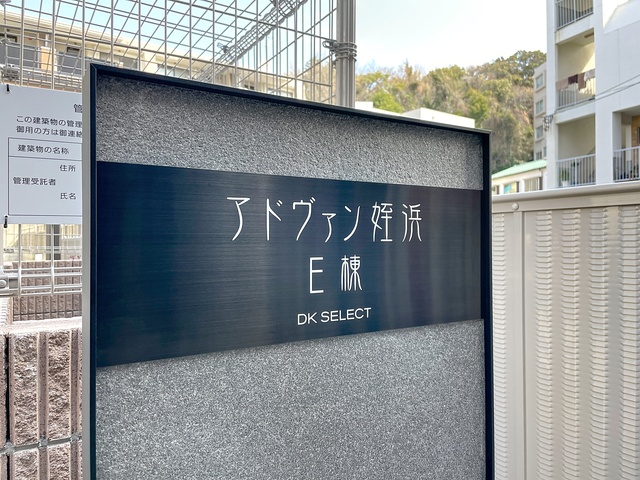 アドヴァン姪浜
E棟
DK SELECT
管
この建築物の管理
御用の方は御連絡
建築物の名称
住所
管理受託者
氏名